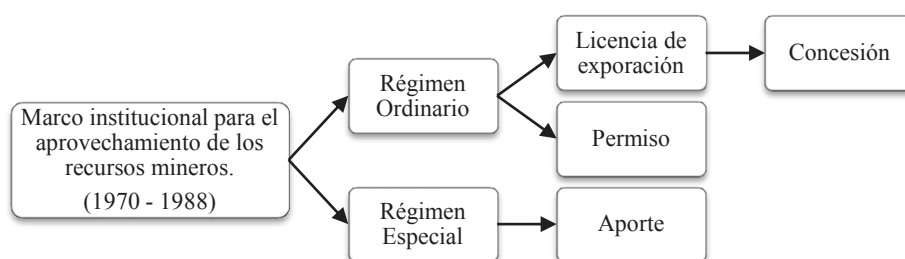 Marco institucional para el
aprovechamiento de los
recursos mineros.
(1970 - 1988)
Régimen
Ordinario
Licencia de
exporación
Concesión
Permiso
Régimen
Especial
Aporte